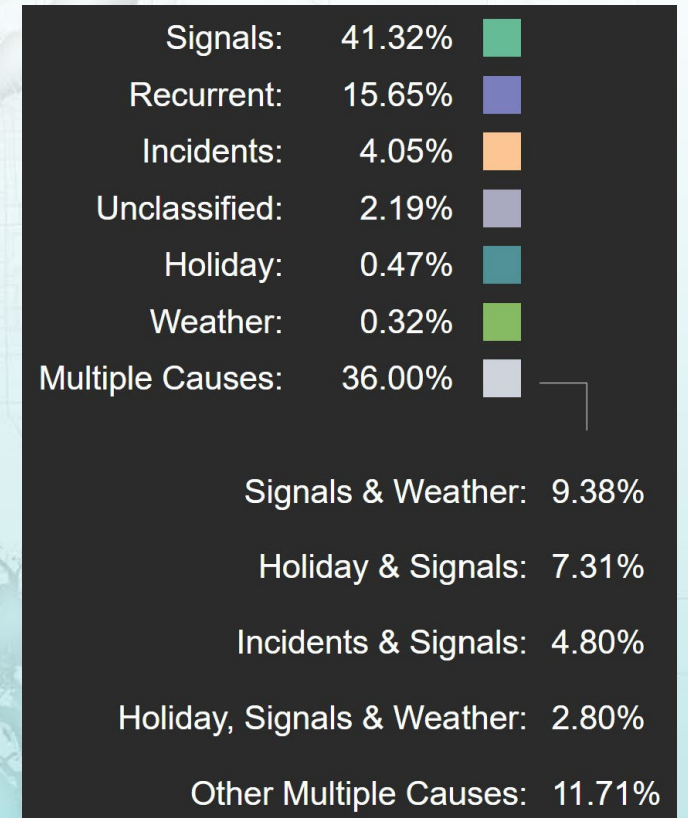 Signals: 41.32%
Recurrent: 15.65%
Incidents: 4.05%
Unclassified: 2.19%
Holiday: 0.47%
Weather: 0.32%
Multiple Causes: 36.00%
Signals & Weather: 9.38%
Holiday & Signals: 7.31%
Incidents & Signals: 4.80%
Holiday, Signals & Weather: 2.80%
Other Multiple Causes: 11.71%